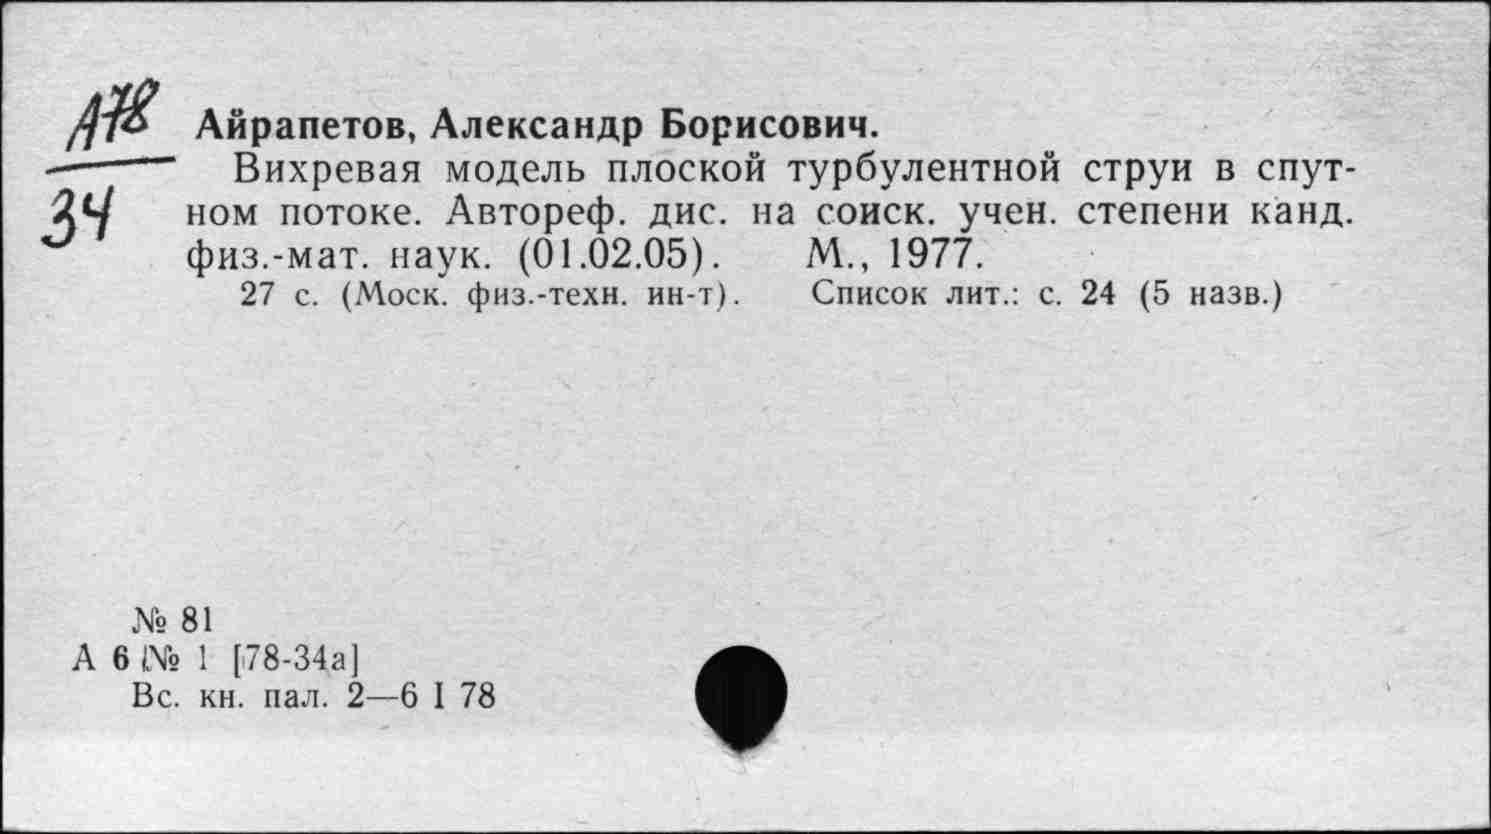 А78
34
Айрапетов, Александр Борисович.
Вихревая модель плоской турбулентной струи в спут-
ном потоке. Автореф. дис. на соиск. учен. степени канд.
физ.-мат. наук. (01.02.05). М., 1977.
27 с. (Моск. физ.-техн. ин-т). Список лит.: с. 24 (5 назв.)
№ 81
А 6 № 1 [78-34а]
Вс. кн. пал. 2—6 I 78